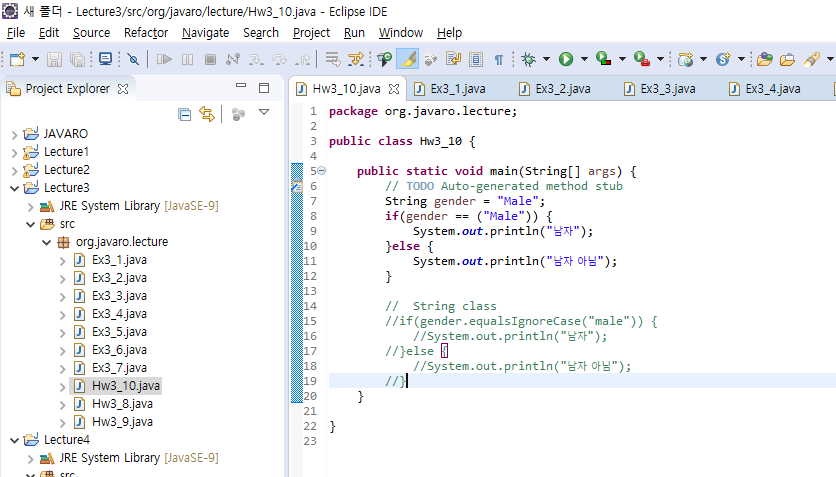 새 폴더 - Lecture3/src/org/javaro/lecture/Hw3_10.java - Eclipse IDE
File Edit Source Refactor Navigate Search Project Run Window Help
Project Explorer
JAVARO
Lecture1
Lecture2
Lecture3
JRE System Library [JavaSE-9]
src
org.javaro.lecture
Ex3_1.java
Ex3_2.java
Ex3_3.java
Ex3_4.java
Ex3_5.java
Ex3_6.java
Ex3_7.java
Hw3_10.java
Hw3_8.java
Hw3_9.java
Lecture4
JRE System Library [JavaSE-9]
src
Hw3_10.java Ex3_1.java Ex3_2.java Ex3_3.java Ex3_4.java
1 package org.javaro.lecture;
2
3 public class Hw3_10 {
4
5 public static void main(String[] args) {
6 // TODO Auto-generated method stub
7 String gender = "Male";
8 if(gender == ("Male")) {
9 System.out.println("남자");
10 }else {
11 System.out.println("남자 아님");
12 }
13
14 // String class
15 //if(gender.equalsIgnoreCase("male")) {
16 //System.out.println("남자");
17 //}else {
18 //System.out.println("남자 아님");
19 //}
20 }
21
22 }
23